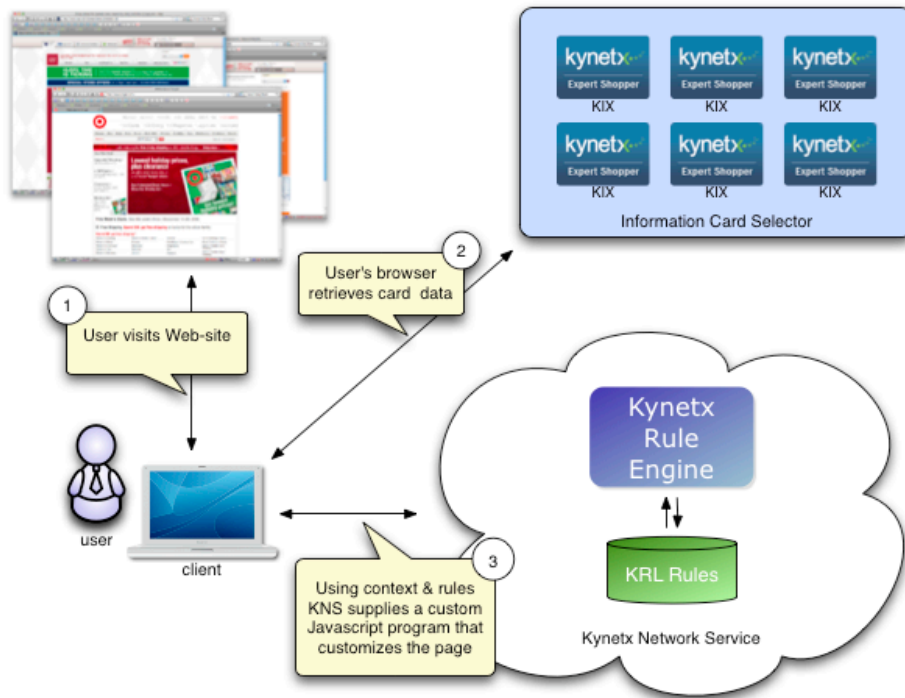 kynetx
Expert Shopper
KIX
kynetx
Expert Shopper
KIX
kynetx
Expert Shopper
KIX
kynetx
Expert Shopper
KIX
kynetx
Expert Shopper
KIX
kynetx
Expert Shopper
KIX
Information Card Selector
1
User visits Web-site
2
User's browser
retrieves card data
Kynetx
Rule
Engine
KRL Rules
Kynetx Network Service
user
client
3
Using context & rules
KNS supplies a custom
Javascript program that
customizes the page